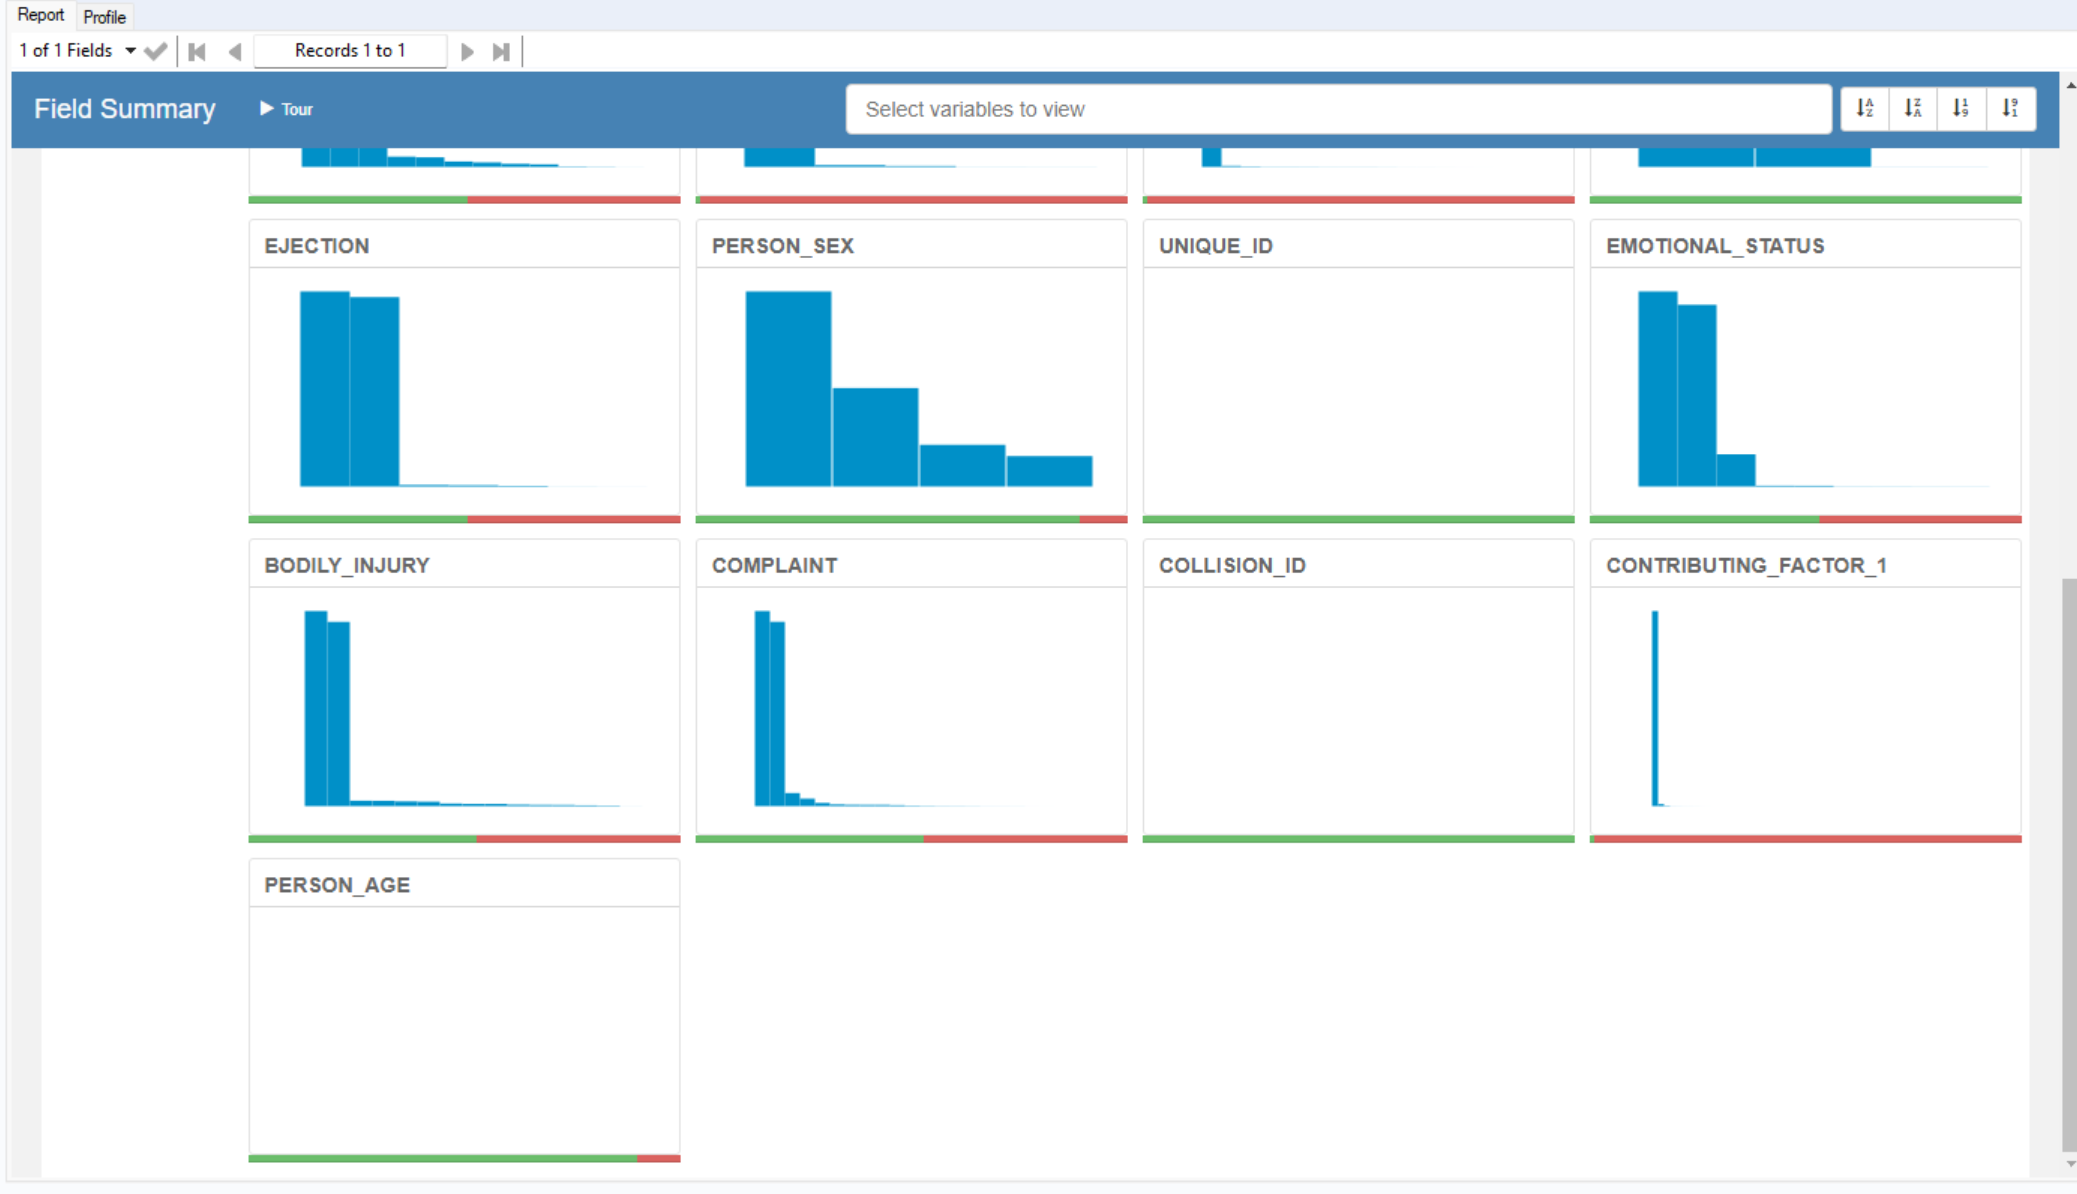 Report Profile
1 of 1 Fields Records 1 to 1
Field Summary Tour Select variables to view
EJECTION PERSON_SEX UNIQUE_ID EMOTIONAL_STATUS
BODILY_INJURY COMPLAINT COLLISION_ID CONTRIBUTING_FACTOR_1
PERSON_AGE